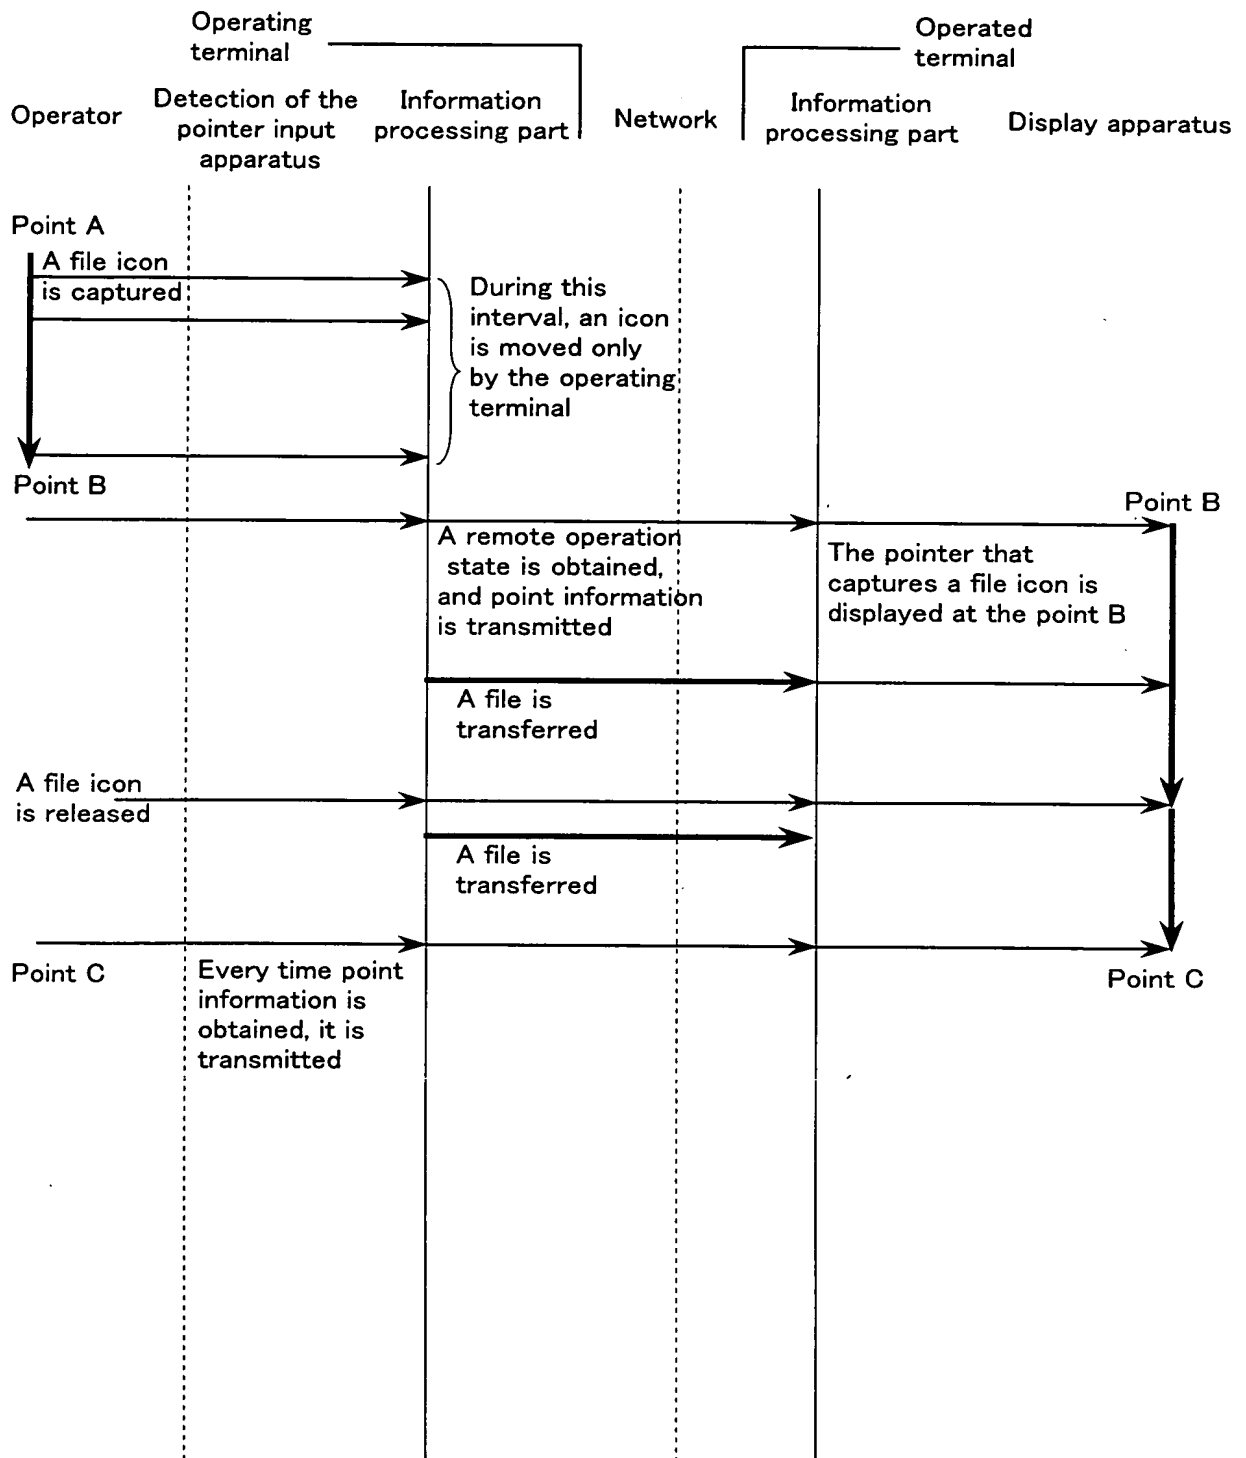 Operating
terminal
Operated
terminal
Operator
Detection of the
pointer input
apparatus
Information
processing part
Network
Information
processing part
Display apparatus
Point A
A file icon
is captured
During this
interval, an icon
is moved only
by the operating
terminal
Point B
Point B
A remote operation
state is obtained,
and point information
is transmitted
The pointer that
captures a file icon is
displayed at the point B
A file is
transferred
A file icon
is released
A file is
transferred
Point C
Every time point
information is
obtained, it is
transmitted
Point C